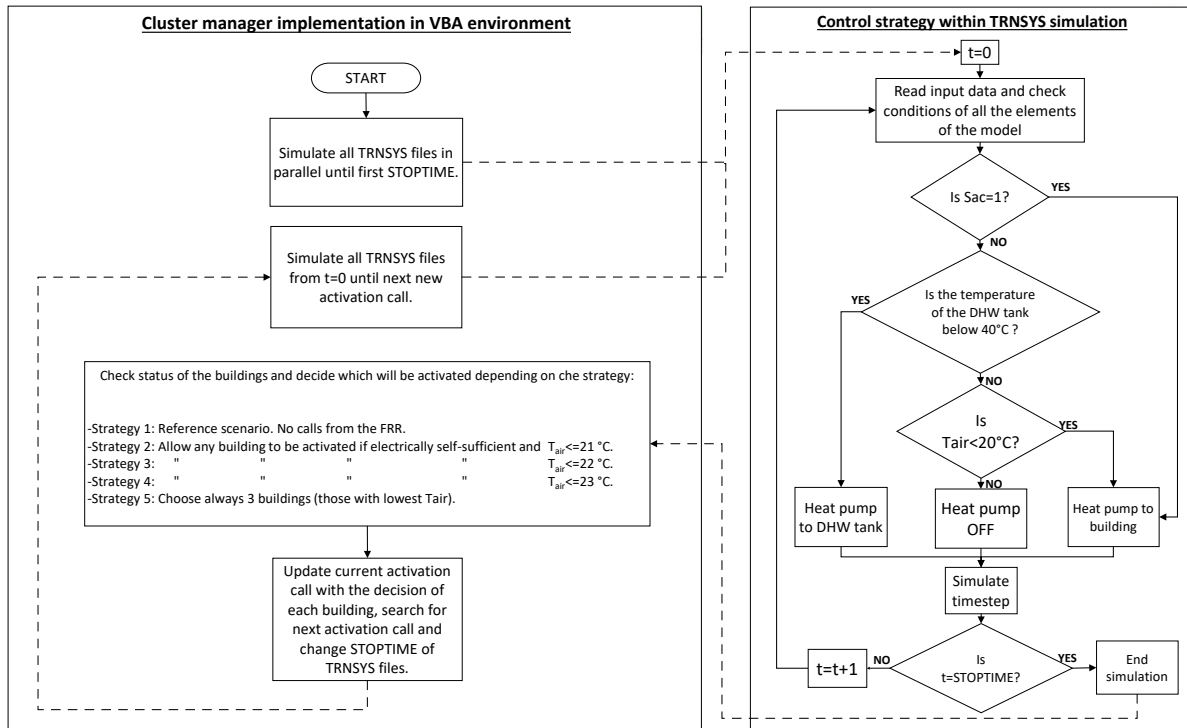 Cluster manager implementation in VBA environment
START
Simulate all TRNSYS files in
parallel until first STOPTIME.
Simulate all TRNSYS files
from t=0 until next new
activation call.
Check status of the buildings and decide which will be activated depending on che strategy:
-Strategy 1: Reference scenario. No calls from the FRR.
-Strategy 2: Allow any building to be activated if electrically self-sufficient and Tair<=21 °C.
-Strategy 3: " " " " Tair<=22 °C.
-Strategy 4: " " " " Tair<=23 °C.
-Strategy 5: Choose always 3 buildings (those with lowest Tair).
Update current activation
call with the decision of
each building, search for
next activation call and
change STOPTIME of
TRNSYS files.
Control strategy within TRNSYS simulation
t=0
Read input data and check
conditions of all the elements
of the model
Is Sac=1?
YES
NO
Is the temperature
of the DHW tank
below 40°C ?
YES
NO
Is
Tair<20°C?
YES
NO
Heat pump
to DHW tank
Heat pump
OFF
Heat pump to
building
Simulate
timestep
Is
t=STOPTIME?
NO
t=t+1
YES
End
simulation